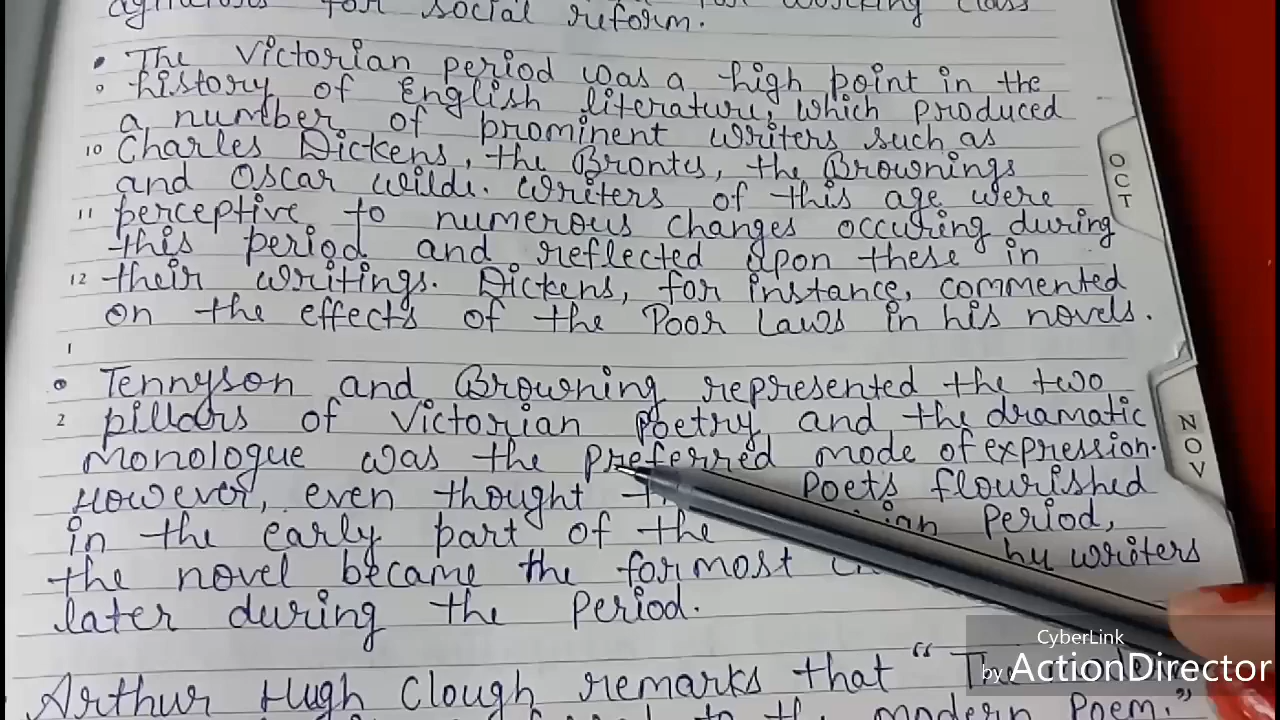 for social reform.
• The Victorian period was a high point in the
history of English literature, which produced
a number of prominent writers such as
10 Charles Dickens, the Brontes, the Brownings
and Oscar wilde. Writers of this age were
11 perceptive to numerous changes occuring during
this period and reflected upon these in
12 their writings. Dickens, for instance, commented
on the effects of the Poor Laws in his novels.
1
Tennyson and Browning represented the two
2 pillars of Victorian Poetry and the dramatic
monologue was the preferred mode of expression.
However, even thought Poets flourished
in the early part of the Period,
the novel became the formost by writers
later during the Period.
Arthur Hugh Clough remarks that "The
to the modern Poem."
OCT
NOV
CyberLink
by ActionDirector